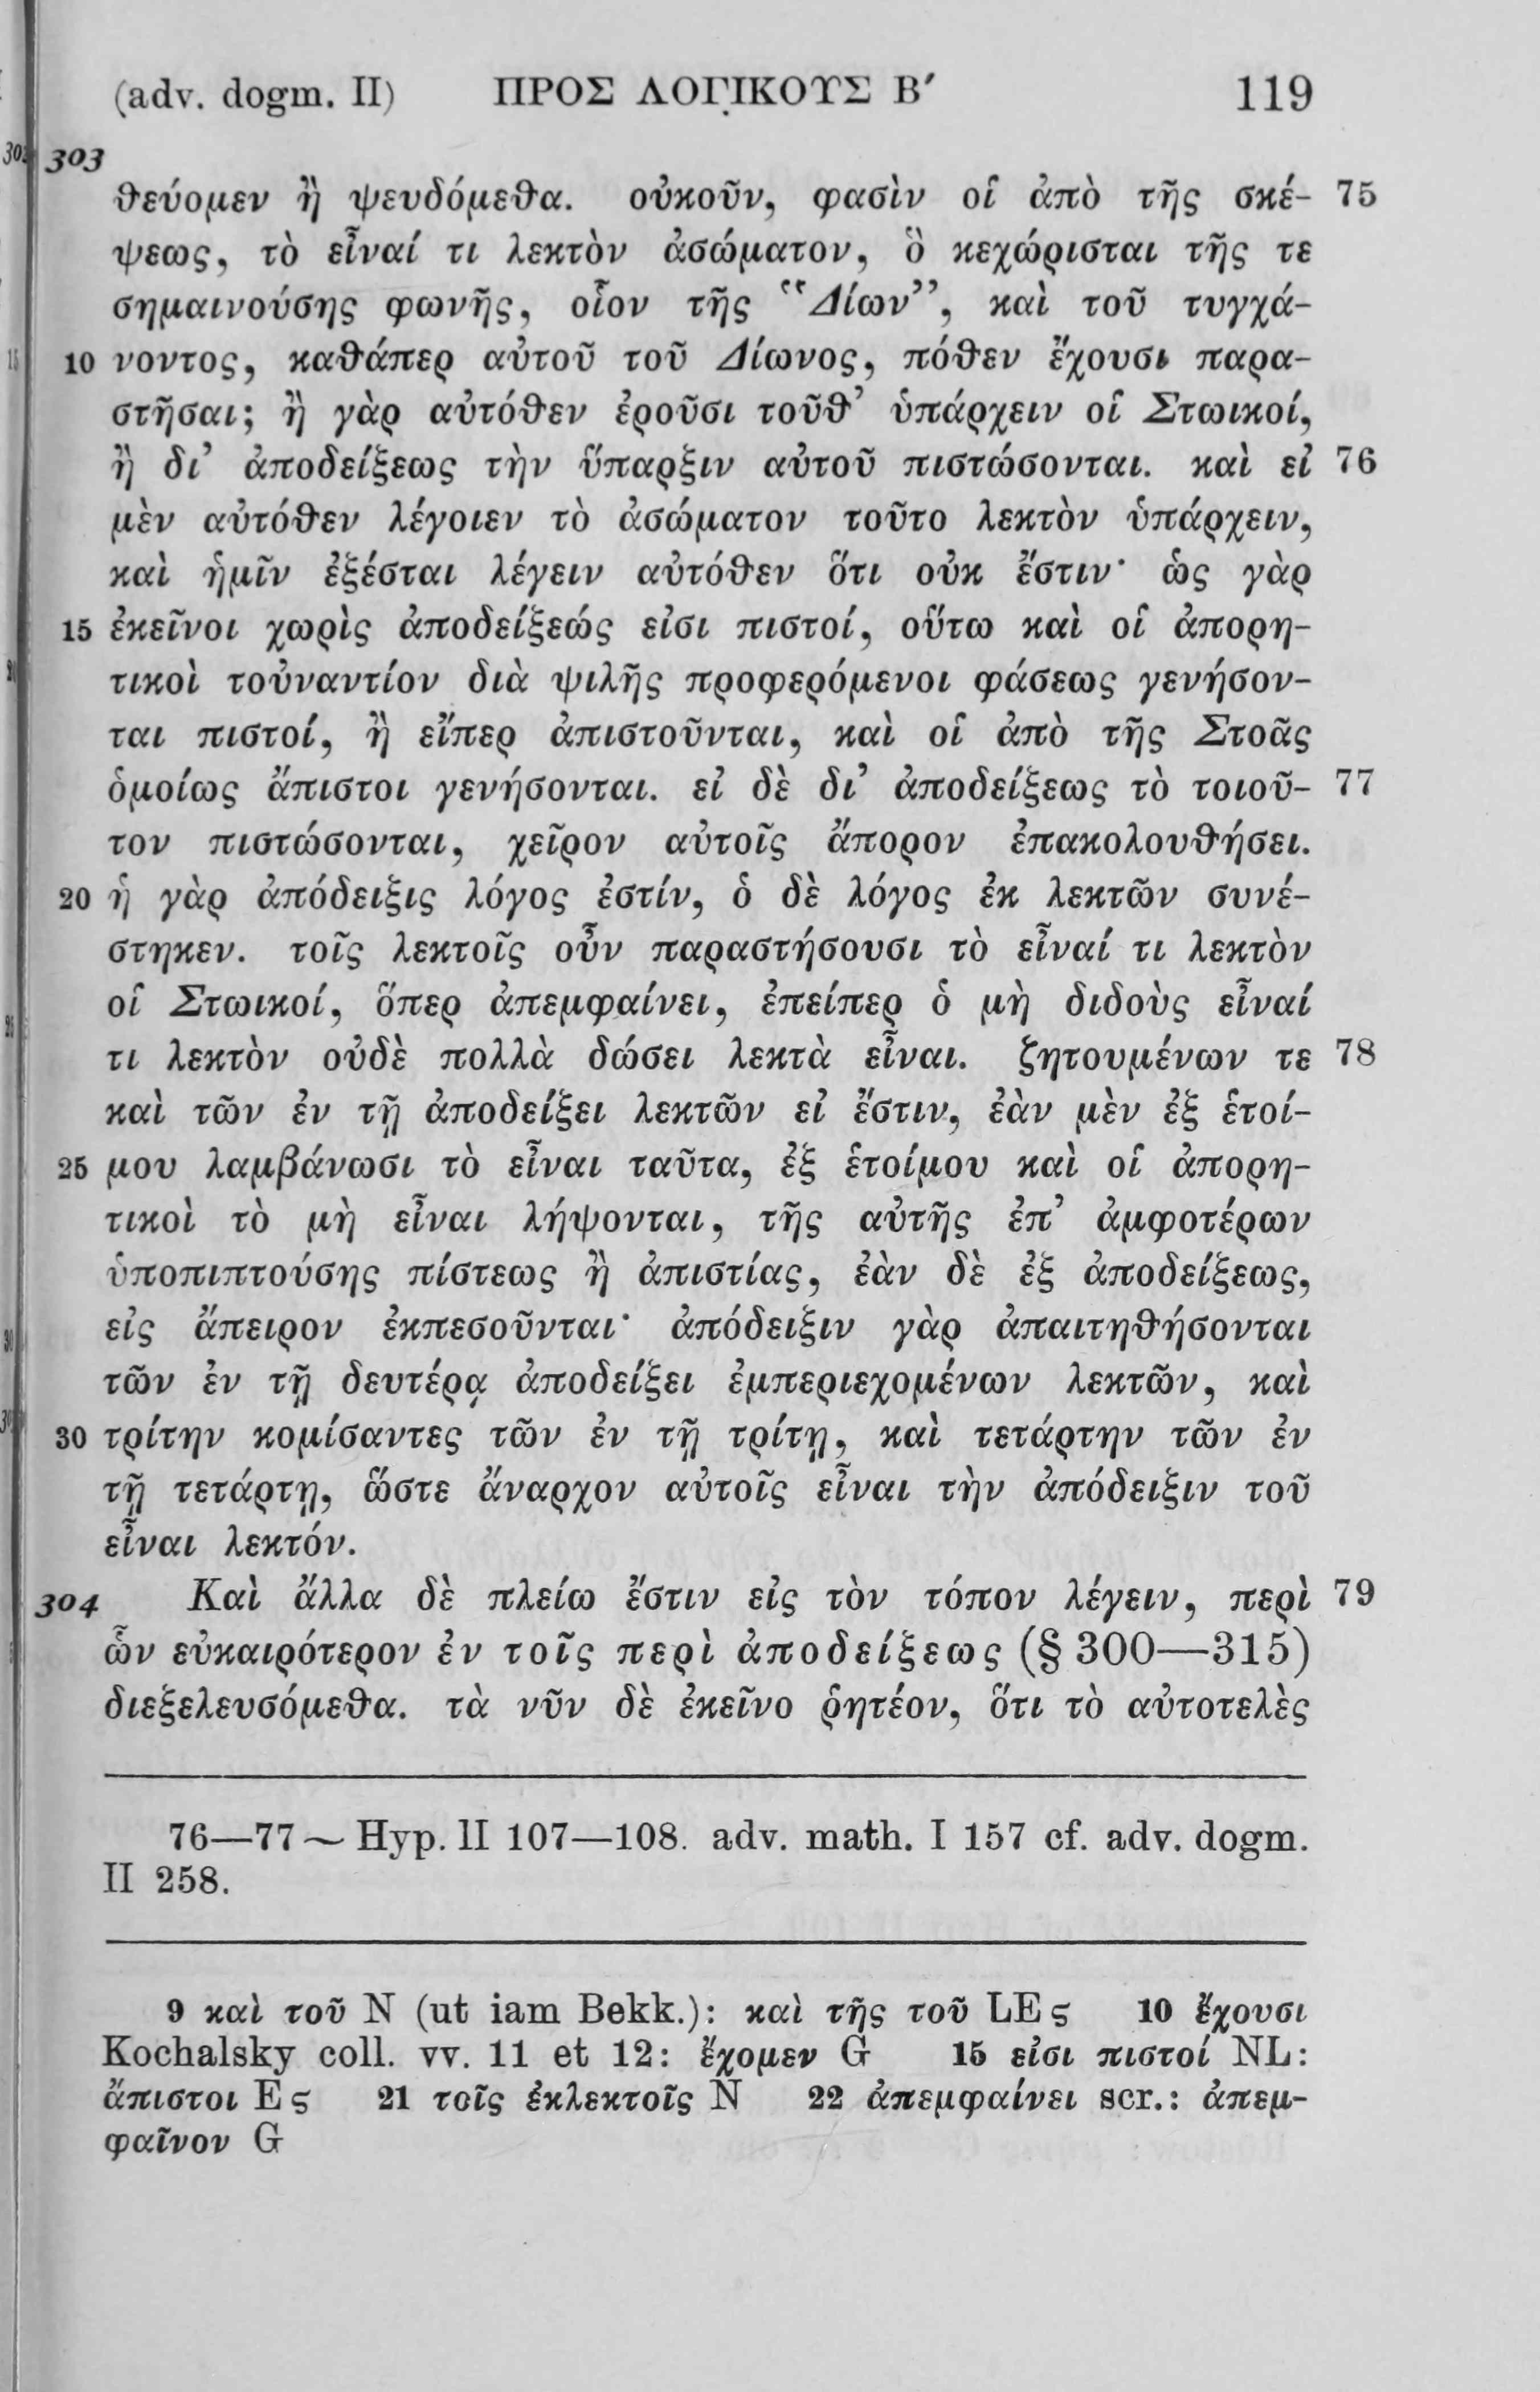 (adv. dogm. II) ΠΡΟΣ ΛΟΓΙΚΟΥΣ Β′ 119
303
θεύομεν ἢ ψευδόμεθα. οὐκοῦν, φασὶν οἱ ἀπὸ τῆς σκέ- 75
ψεως, τὸ εἶναί τι λεκτὸν ἀσώματον, ὃ κεχώρισται τῆς τε
σημαινούσης φωνῆς, οἷον τῆς “Δίων”, καὶ τοῦ τυγχά-
10 νοντος, καθάπερ αὐτοῦ τοῦ Δίωνος, πόθεν ἔχουσι παρα-
στῆσαι; ἢ γὰρ αὐτόθεν ἐροῦσι τοῦθ’ ὑπάρχειν οἱ Στωικοί,
ἢ δι’ ἀποδείξεως τὴν ὕπαρξιν αὐτοῦ πιστώσονται. καὶ εἰ 76
μὲν αὐτόθεν λέγοιεν τὸ ἀσώματον τοῦτο λεκτὸν ὑπάρχειν,
καὶ ἡμῖν ἐξέσται λέγειν αὐτόθεν ὅτι οὐκ ἔστιν· ὡς γὰρ
15 ἐκεῖνοι χωρὶς ἀποδείξεώς εἰσι πιστοί, οὕτω καὶ οἱ ἀπορη-
τικοὶ τοὐναντίον διὰ ψιλῆς προφερόμενοι φάσεως γενήσον-
ται πιστοί, ἢ εἴπερ ἀπιστοῦνται, καὶ οἱ ἀπὸ τῆς Στοᾶς
ὁμοίως ἄπιστοι γενήσονται. εἰ δὲ δι’ ἀποδείξεως τὸ τοιοῦ- 77
τον πιστώσονται, χεῖρον αὐτοῖς ἄπορον ἐπακολουθήσει.
20 ἡ γὰρ ἀπόδειξις λόγος ἐστίν, ὁ δὲ λόγος ἐκ λεκτῶν συνέ-
στηκεν. τοῖς λεκτοῖς οὖν παραστήσουσι τὸ εἶναί τι λεκτὸν
οἱ Στωικοί, ὅπερ ἀπεμφαίνει, ἐπείπερ ὁ μὴ διδοὺς εἶναί
τι λεκτὸν οὐδὲ πολλὰ δώσει λεκτὰ εἶναι. ζητουμένων τε 78
καὶ τῶν ἐν τῇ ἀποδείξει λεκτῶν εἰ ἔστιν, ἐὰν μὲν ἐξ ἑτοί-
25 μου λαμβάνωσι τὸ εἶναι ταῦτα, ἐξ ἑτοίμου καὶ οἱ ἀπορη-
τικοὶ τὸ μὴ εἶναι λήψονται, τῆς αὐτῆς ἐπ’ ἀμφοτέρων
ὑποπιπτούσης πίστεως ἢ ἀπιστίας, ἐὰν δὲ ἐξ ἀποδείξεως,
εἰς ἄπειρον ἐκπεσοῦνται· ἀπόδειξιν γὰρ ἀπαιτηθήσονται
τῶν ἐν τῇ δευτέρᾳ ἀποδείξει ἐμπεριεχομένων λεκτῶν, καὶ
30 τρίτην κομίσαντες τῶν ἐν τῇ τρίτῃ, καὶ τετάρτην τῶν ἐν
τῇ τετάρτῃ, ὥστε ἄναρχον αὐτοῖς εἶναι τὴν ἀπόδειξιν τοῦ
εἶναι λεκτόν.
304 Καὶ ἄλλα δὲ πλείω ἔστιν εἰς τὸν τόπον λέγειν, περὶ 79
ὧν εὐκαιρότερον ἐν τοῖς περὶ ἀποδείξεως (§ 300—315)
διεξελευσόμεθα. τὰ νῦν δὲ ἐκεῖνο ῥητέον, ὅτι τὸ αὐτοτελὲς
76—77 ~ Hyp. II 107—108. adv. math. I 157 cf. adv. dogm.
II 258.
9 καὶ τοῦ N (ut iam Bekk.): καὶ τῆς τοῦ LE ς 10 ἔχουσι
Kochalsky coll. vv. 11 et 12: ἔχομεν G 15 εἰσι πιστοί NL:
ἄπιστοι E ς 21 τοῖς ἐκλεκτοῖς N 22 ἀπεμφαίνει scr.: ἀπεμ-
φαῖνον G